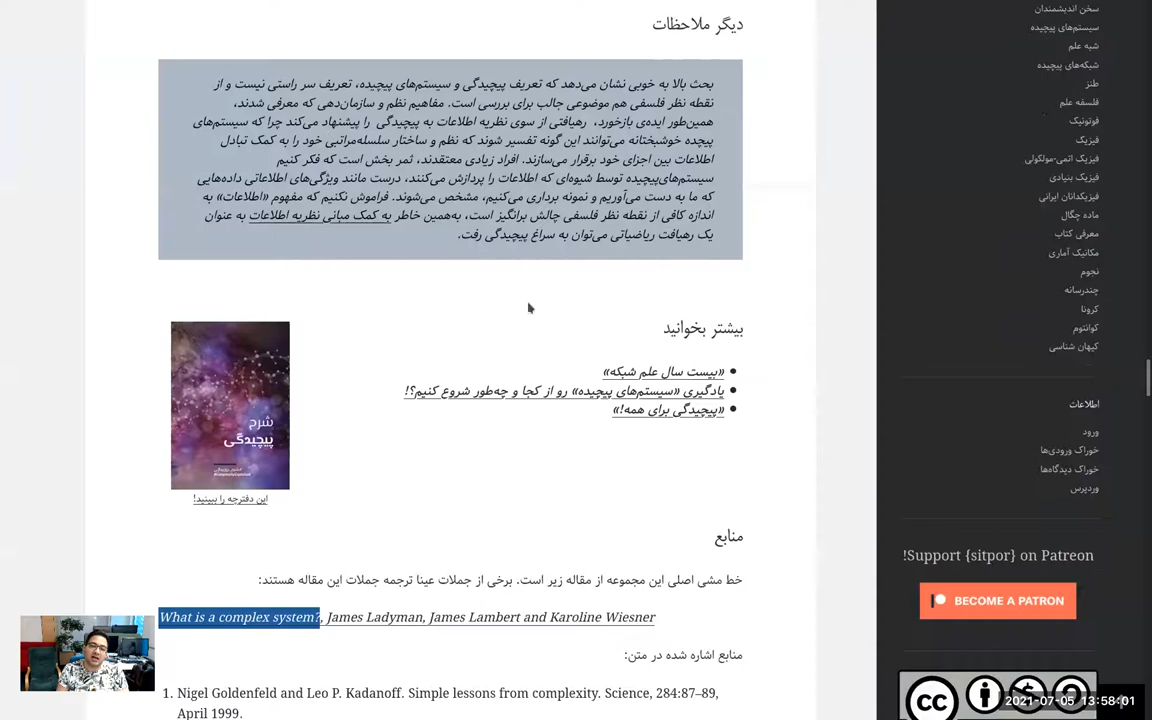 دیگر ملاحظات
بحث بالا به خوبی نشان می‌دهد که تعریف پیچیدگی و سیستم‌های پیچیده، تعریف سر راستی نیست و از
نقطه نظر فلسفی هم موضوعی جالب برای بررسی است. مفاهیم نظم و سازمان‌دهی که معرفی شدند،
همین‌طور ایده‌ی بازخورد، رهیافتی از سوی نظریه اطلاعات به پیچیدگی را پیشنهاد می‌کند چرا که سیستم‌های
پیچده خوشبختانه می‌توانند این گونه تفسیر شوند که نظم و ساختار سلسله‌مراتبی خود را به کمک تبادل
اطلاعات بین اجزای خود برقرار می‌سازند. افراد زیادی معتقدند، ثمر بخش است که فکر کنیم
سیستم‌های‌پیچیده توسط شیوه‌ای که اطلاعات را پردازش می‌کنند، درست مانند ویژگی‌های اطلاعاتی داده‌هایی
که ما به دست می‌آوریم و نمونه برداری می‌کنیم، مشخص می‌شوند. فراموش نکنیم که مفهوم «اطلاعات» به
اندازه کافی از نقطه نظر فلسفی چالش برانگیز است، به‌همین خاطر به کمک مبانی نظریه اطلاعات به عنوان
یک رهیافت ریاضیاتی می‌توان به سراغ پیچیدگی رفت.
بیشتر بخوانید
«بیست سال علم شبکه»
یادگیری «سیستم‌های پیچیده» رو از کجا و چه‌طور شروع کنیم؟!
«پیچیدگی برای همه!»
شرح
پیچیدگی
این دفترچه را ببینید!
منابع
خط مشی اصلی این مجموعه از مقاله زیر است. برخی از جملات عینا ترجمه جملات این مقاله هستند:
What is a complex system?, James Ladyman, James Lambert and Karoline Wiesner
منابع اشاره شده در متن:
1. Nigel Goldenfeld and Leo P. Kadanoff. Simple lessons from complexity. Science, 284:87–89,
April 1999.
سخن اندیشمندان
سیستم‌های پیچیده
شبه علم
شبکه‌های پیچیده
طنز
فلسفه علم
فوتونیک
فیزیک
فیزیک اتمی-مولکولی
فیزیک بنیادی
فیزیکدانان ایرانی
ماده چگال
معرفی کتاب
مکانیک آماری
نجوم
چندرسانه
کرونا
کوانتوم
کیهان شناسی
اطلاعات
ورود
خوراک ورودی‌ها
خوراک دیدگاه‌ها
وردپرس
!Support {sitpor} on Patreon
BECOME A PATRON
cc
2021-07-05 13:58:01